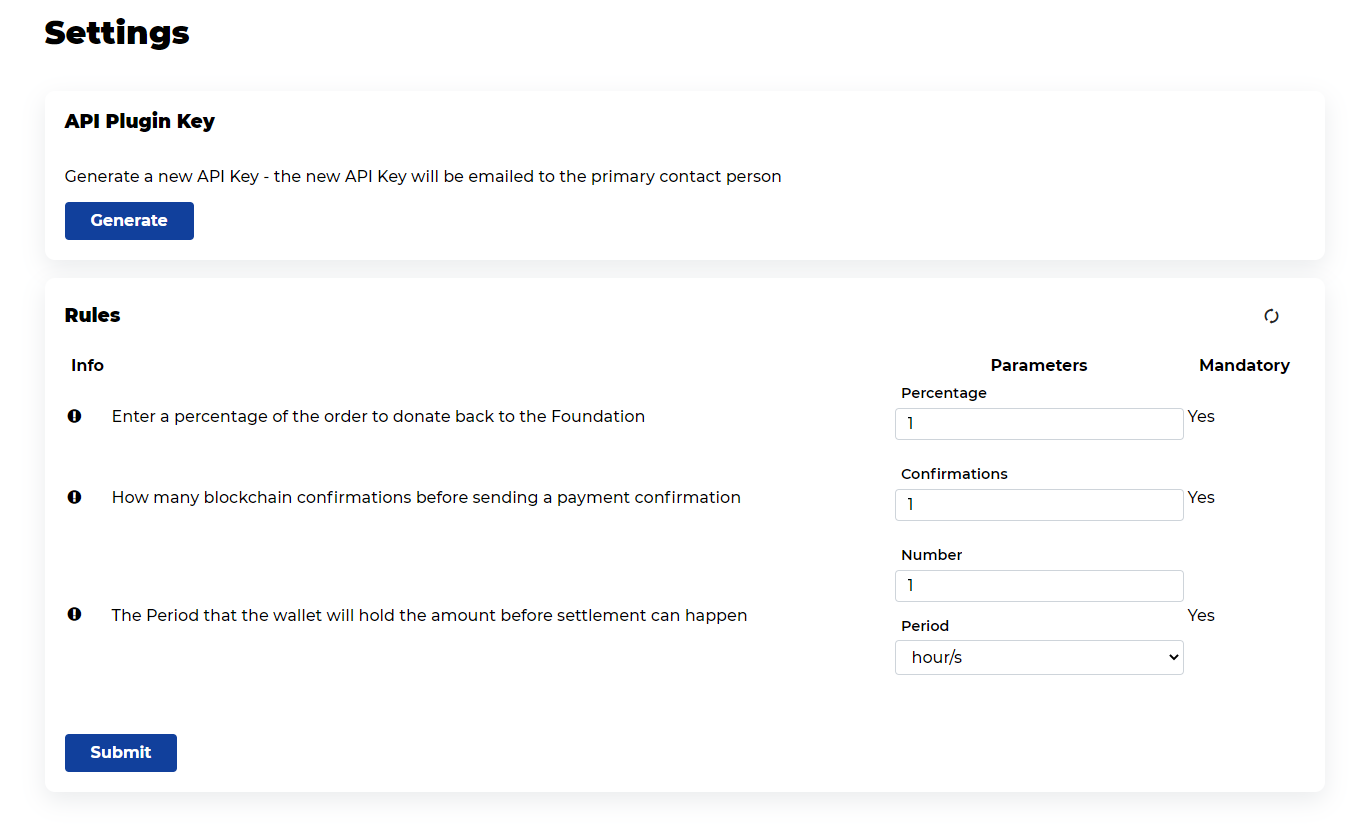 Settings
API Plugin Key
Generate a new API Key - the new API Key will be emailed to the primary contact person
Generate
Rules
Info Parameters Mandatory
Percentage
Enter a percentage of the order to donate back to the Foundation 1 Yes
Confirmations
How many blockchain confirmations before sending a payment confirmation 1 Yes
Number
1
The Period that the wallet will hold the amount before settlement can happen Yes
Period
hour/s
Submit